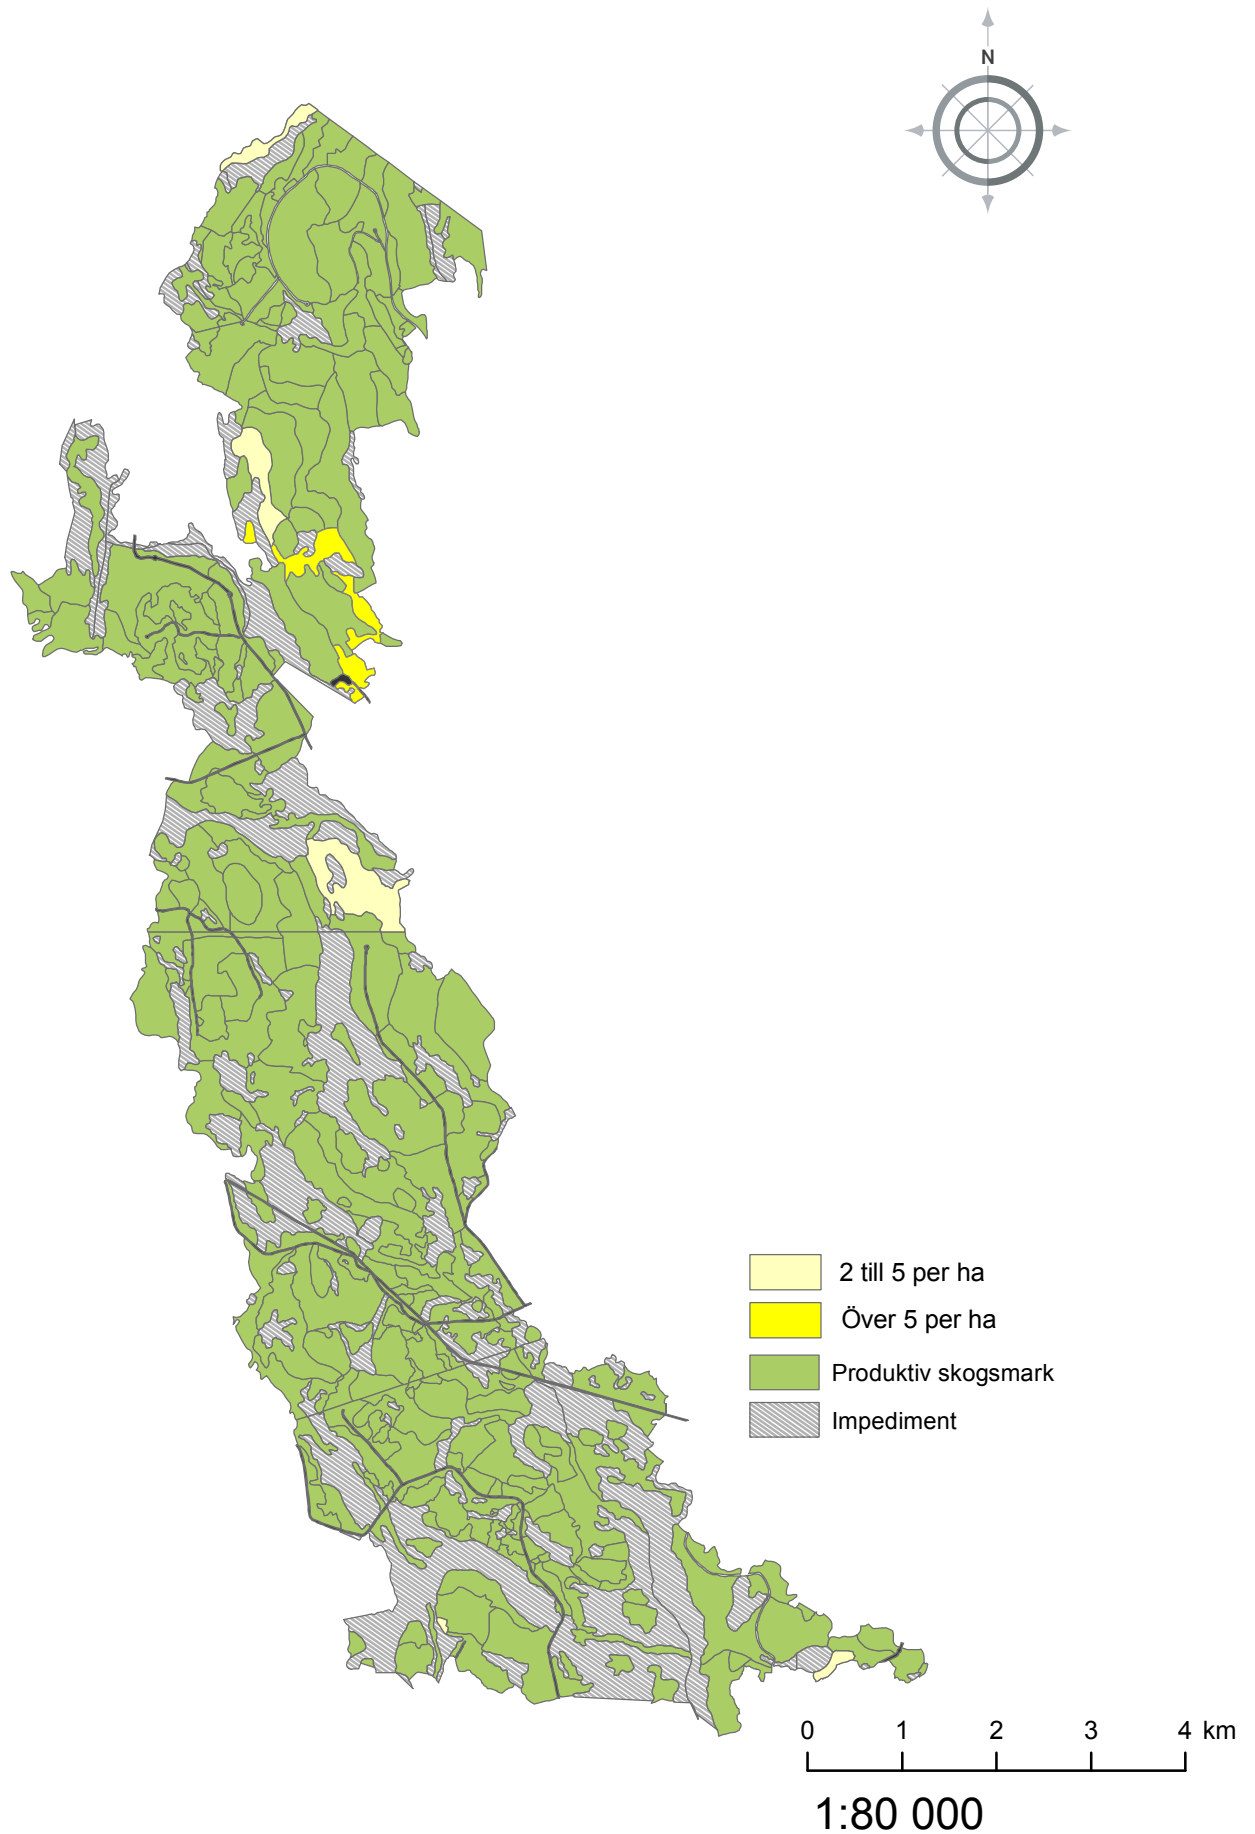 N
2 till 5 per ha
Över 5 per ha
Produktiv skogsmark
Impediment
0 1 2 3 4 km
1:80 000